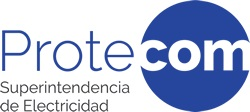 Protecom
Superintendencia
de Electricidad